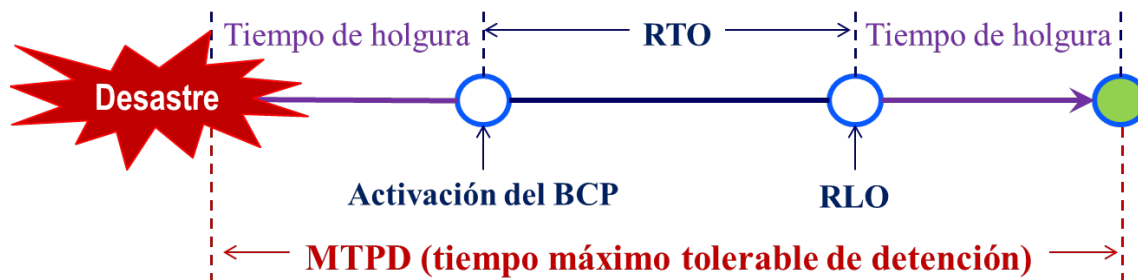 Tiempo de holgura
RTO
Tiempo de holgura
Desastre
Activación del BCP
RLO
MTPD (tiempo máximo tolerable de detención)